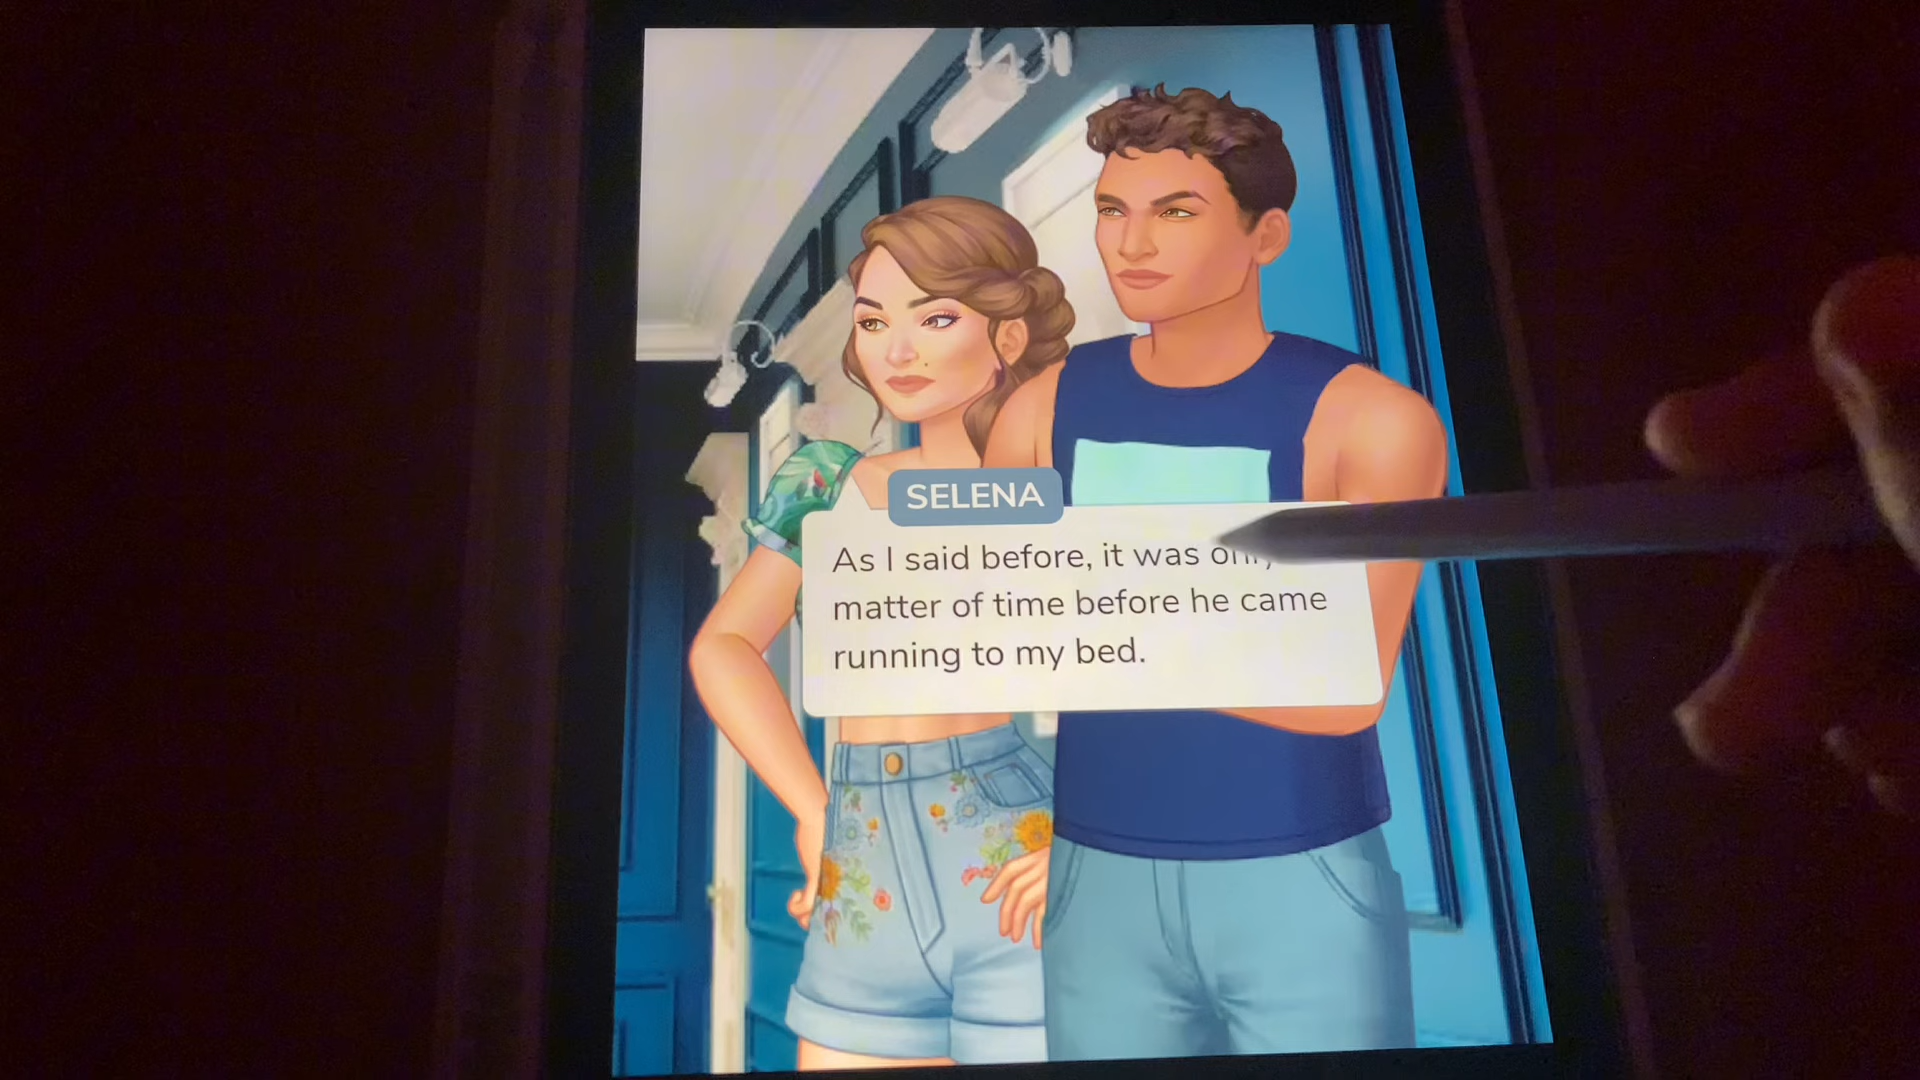 SELENA
As I said before, it was
matter of time before he came
running to my bed.